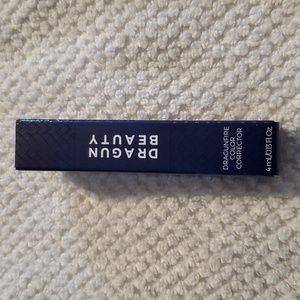 DRAGUN
BEAUTY
DRAGUNFIRE
COLOR
CORRECTOR
4 mL/0.13 Fl Oz.